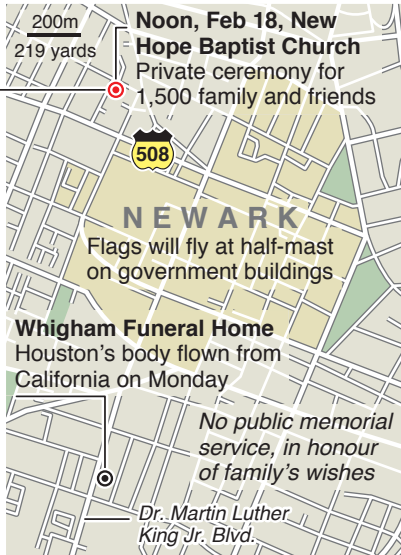 200m
219 yards
Noon, Feb 18, New
Hope Baptist Church
Private ceremony for
1,500 family and friends
508
NEWARK
Flags will fly at half-mast
on government buildings
Whigham Funeral Home
Houston's body flown from
California on Monday
No public memorial
service, in honour
of family's wishes
Dr. Martin Luther
King Jr. Blvd.